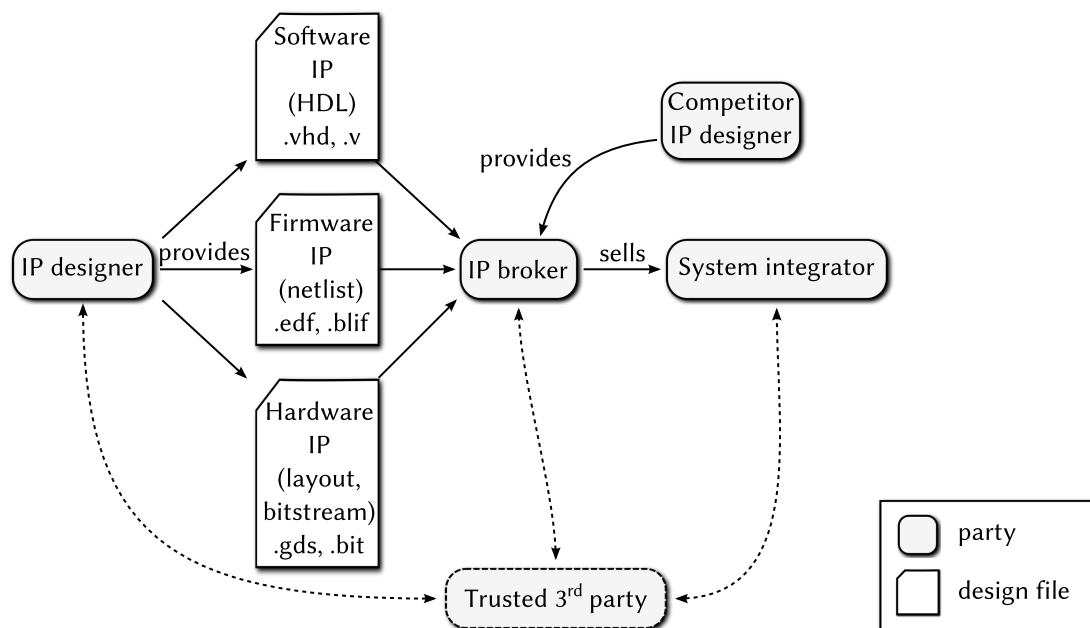 Software
IP
(HDL)
.vhd, .v
Competitor
IP designer
provides
Firmware
IP
(netlist)
.edf, .blif
IP designer
provides
IP broker
sells
System integrator
Hardware
IP
(layout,
bitstream)
.gds, .bit
Trusted 3rd party
party
design file